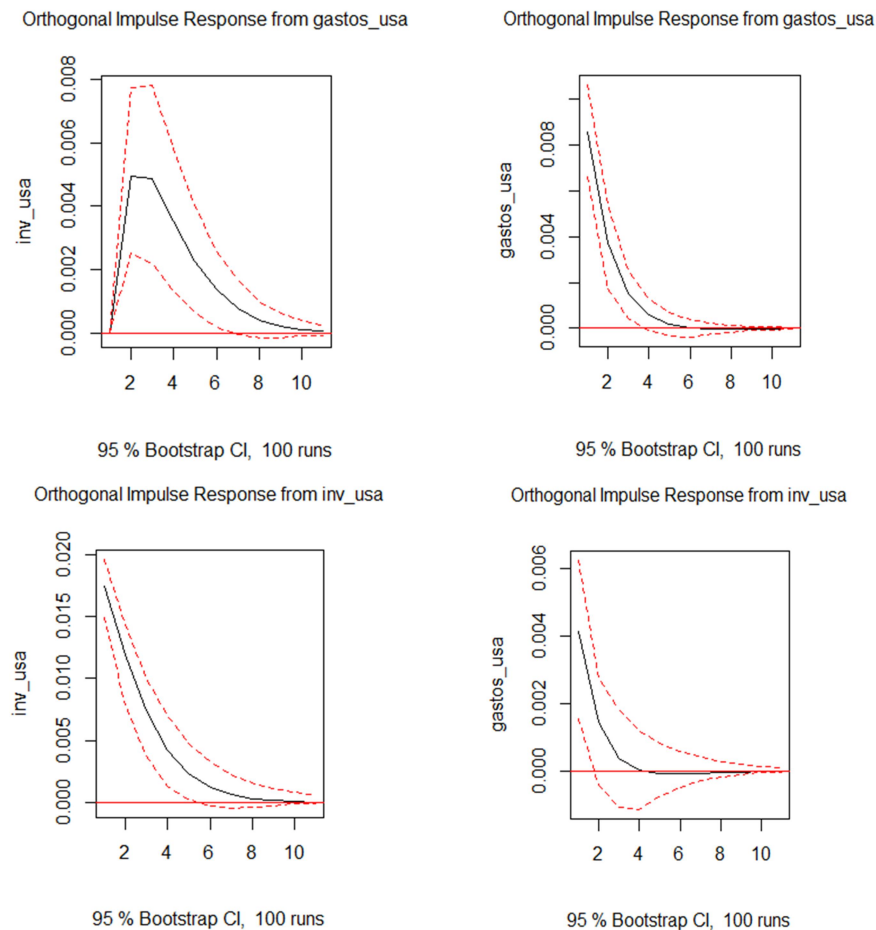 Orthogonal Impulse Response from gastos_usa
inv_usa
0.000 0.002 0.004 0.006 0.008
2 4 6 8 10
95 % Bootstrap CI, 100 runs
Orthogonal Impulse Response from gastos_usa
gastos_usa
0.000 0.004 0.008
2 4 6 8 10
95 % Bootstrap CI, 100 runs
Orthogonal Impulse Response from inv_usa
inv_usa
0.000 0.005 0.010 0.015 0.020
2 4 6 8 10
95 % Bootstrap CI, 100 runs
Orthogonal Impulse Response from inv_usa
gastos_usa
0.000 0.002 0.004 0.006
2 4 6 8 10
95 % Bootstrap CI, 100 runs